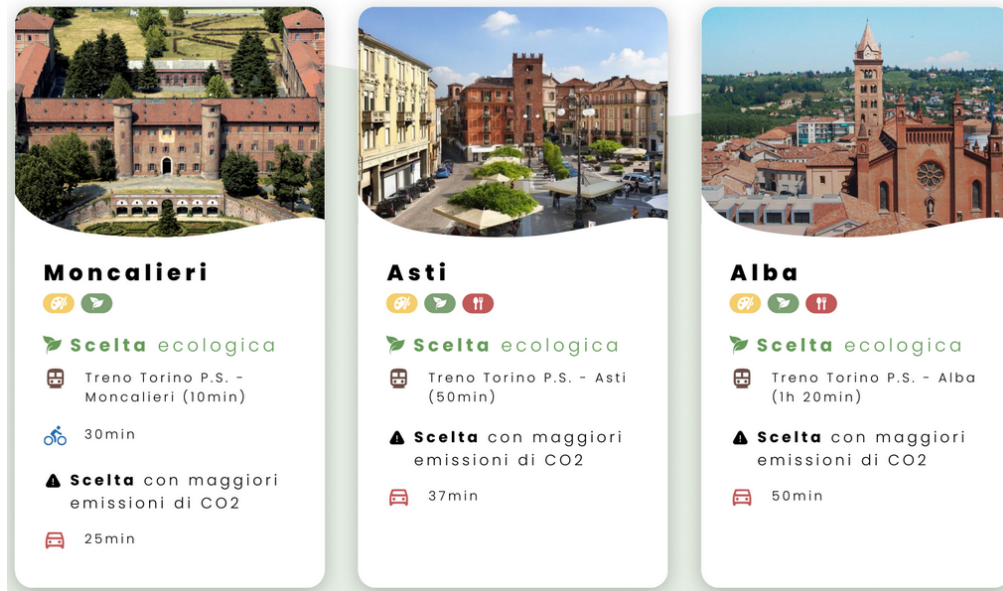 Moncalieri
Scelta ecologica
Treno Torino P.S. -
Moncalieri (10min)
30min
Scelta con maggiori
emissioni di CO2
25min
Asti
Scelta ecologica
Treno Torino P.S. - Asti
(50min)
Scelta con maggiori
emissioni di CO2
37min
Alba
Scelta ecologica
Treno Torino P.S. - Alba
(1h 20min)
Scelta con maggiori
emissioni di CO2
50min